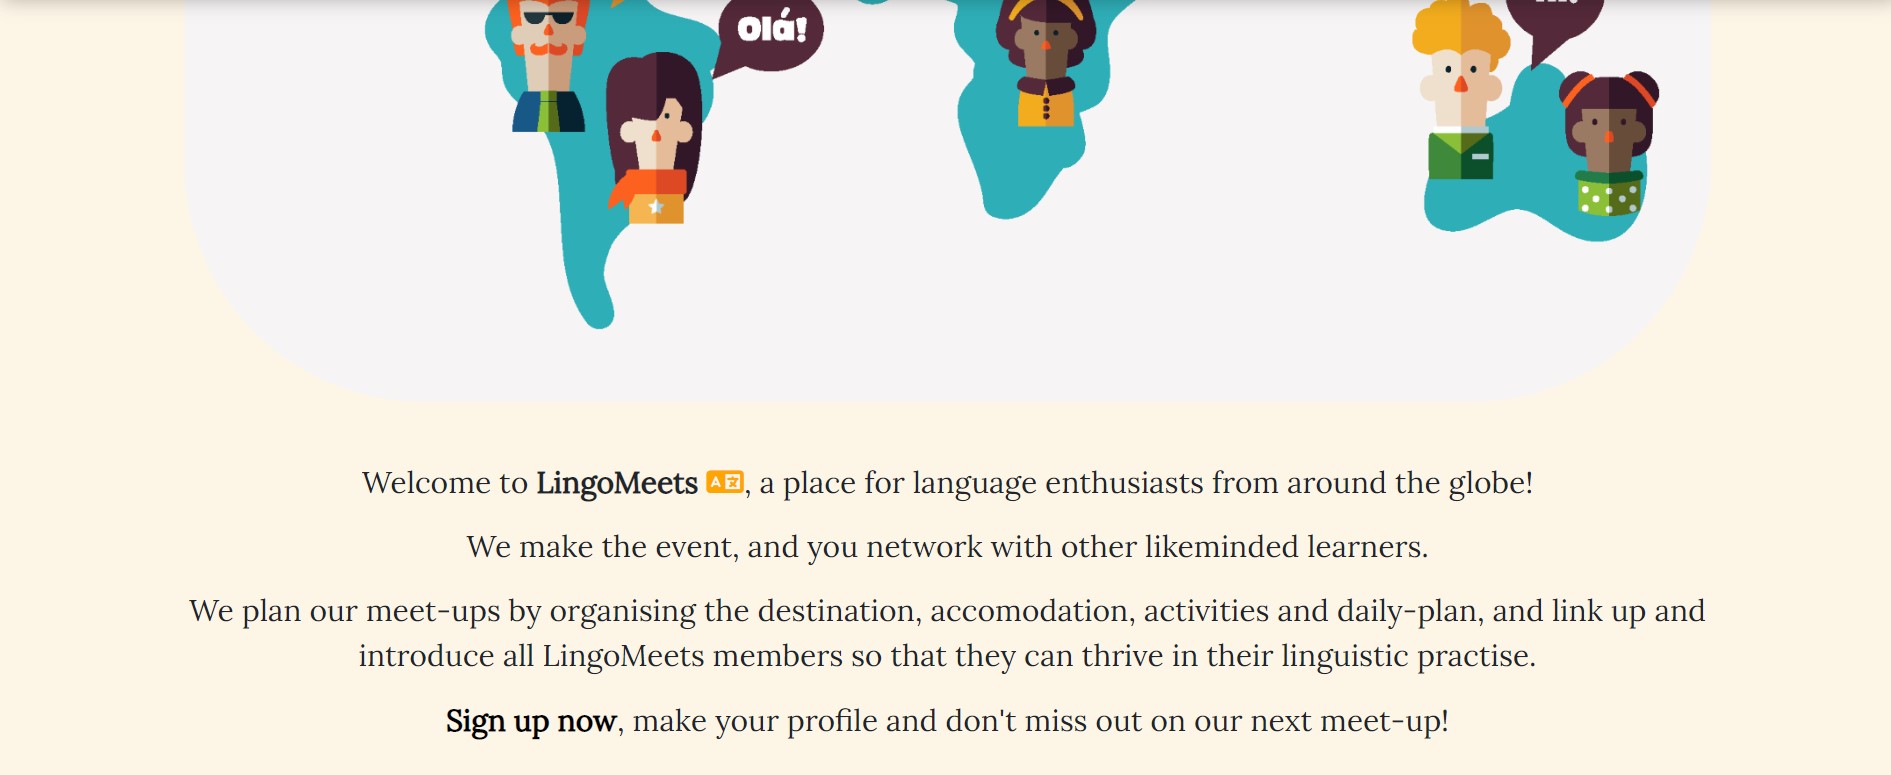 Olá!
Welcome to LingoMeets A文, a place for language enthusiasts from around the globe!
We make the event, and you network with other likeminded learners.
We plan our meet-ups by organising the destination, accomodation, activities and daily-plan, and link up and
introduce all LingoMeets members so that they can thrive in their linguistic practise.
Sign up now, make your profile and don't miss out on our next meet-up!